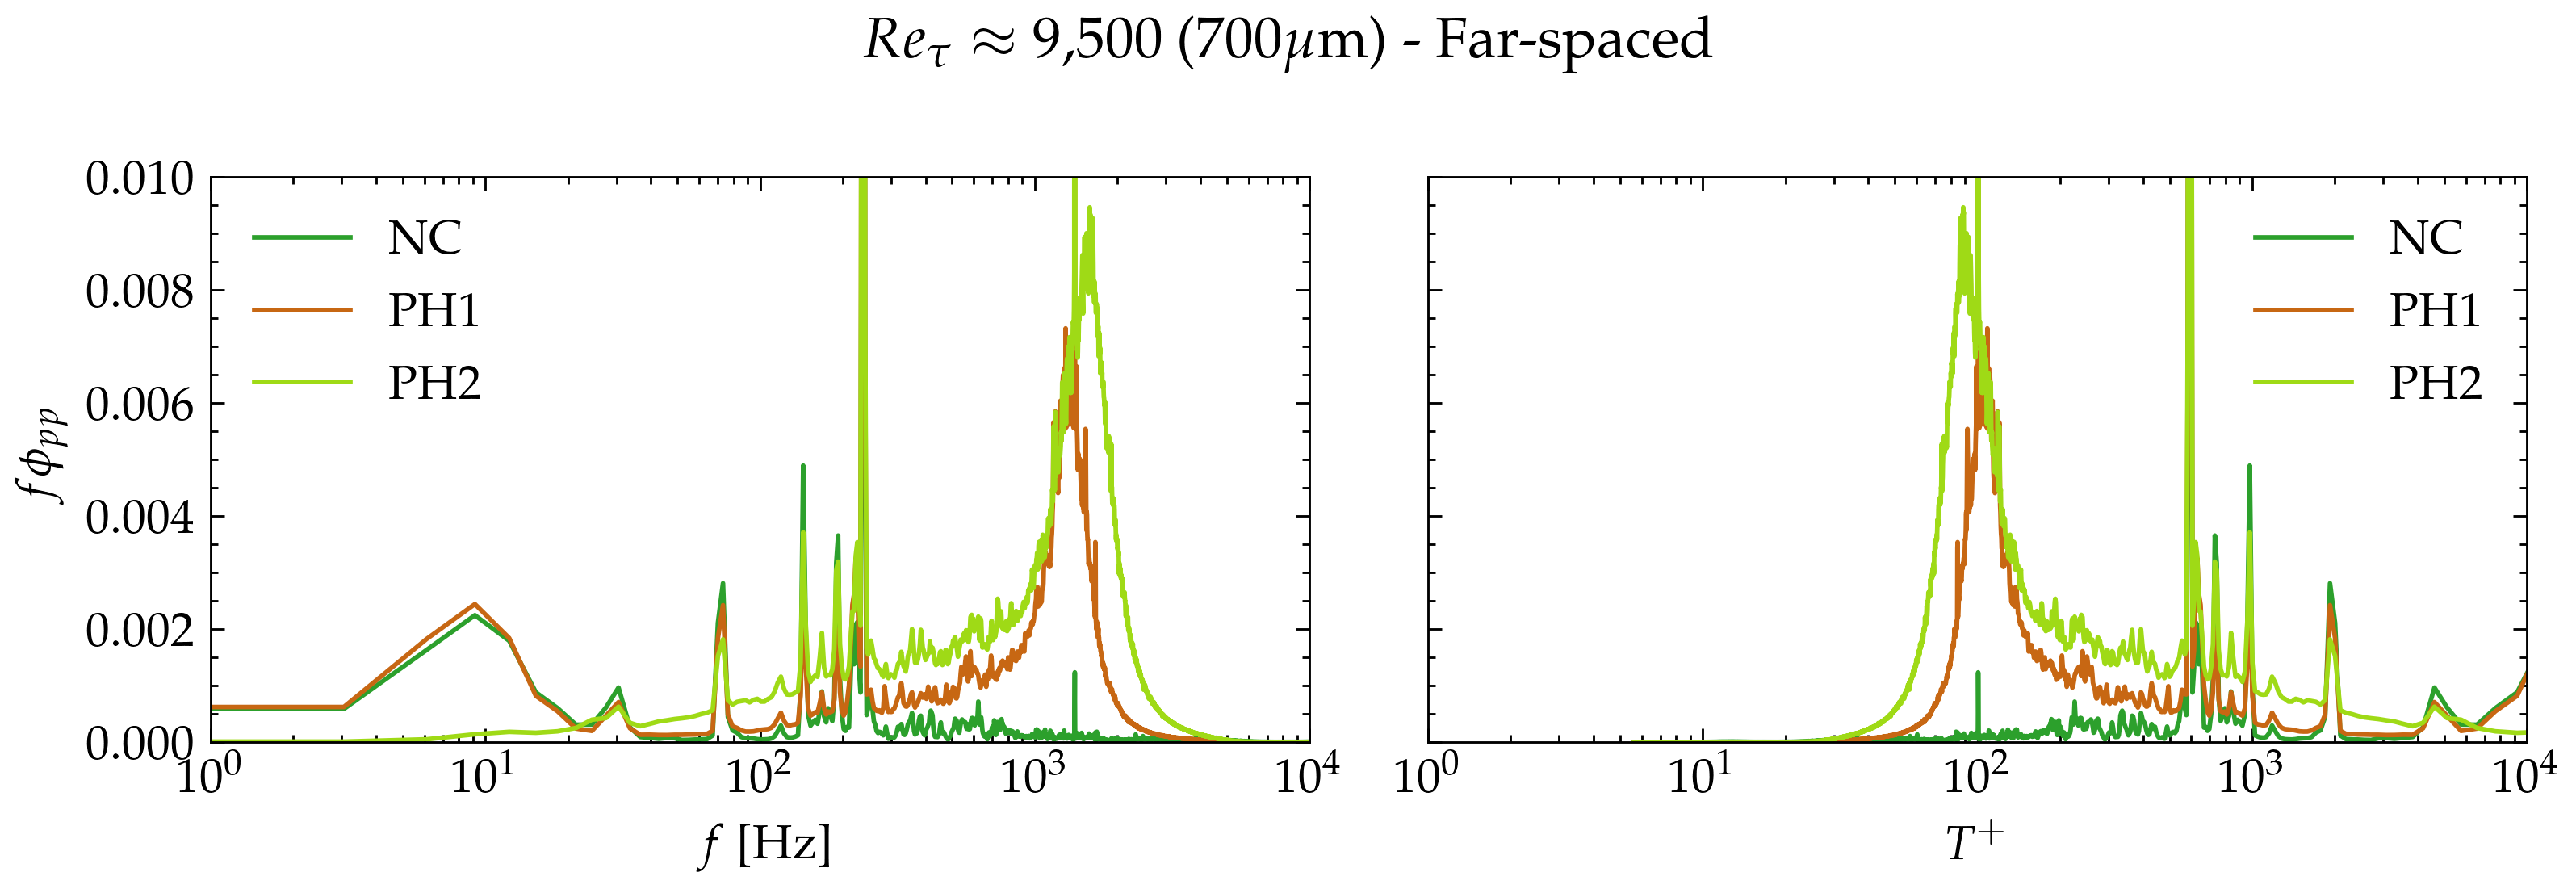 Re_τ ≈ 9,500 (700μm) - Far-spaced
0.010
0.008
0.006
0.004
0.002
0.000
fϕ_pp
NC
PH1
PH2
10^0 10^1 10^2 10^3 10^4
f [Hz]
NC
PH1
PH2
10^0 10^1 10^2 10^3 10^4
T^+